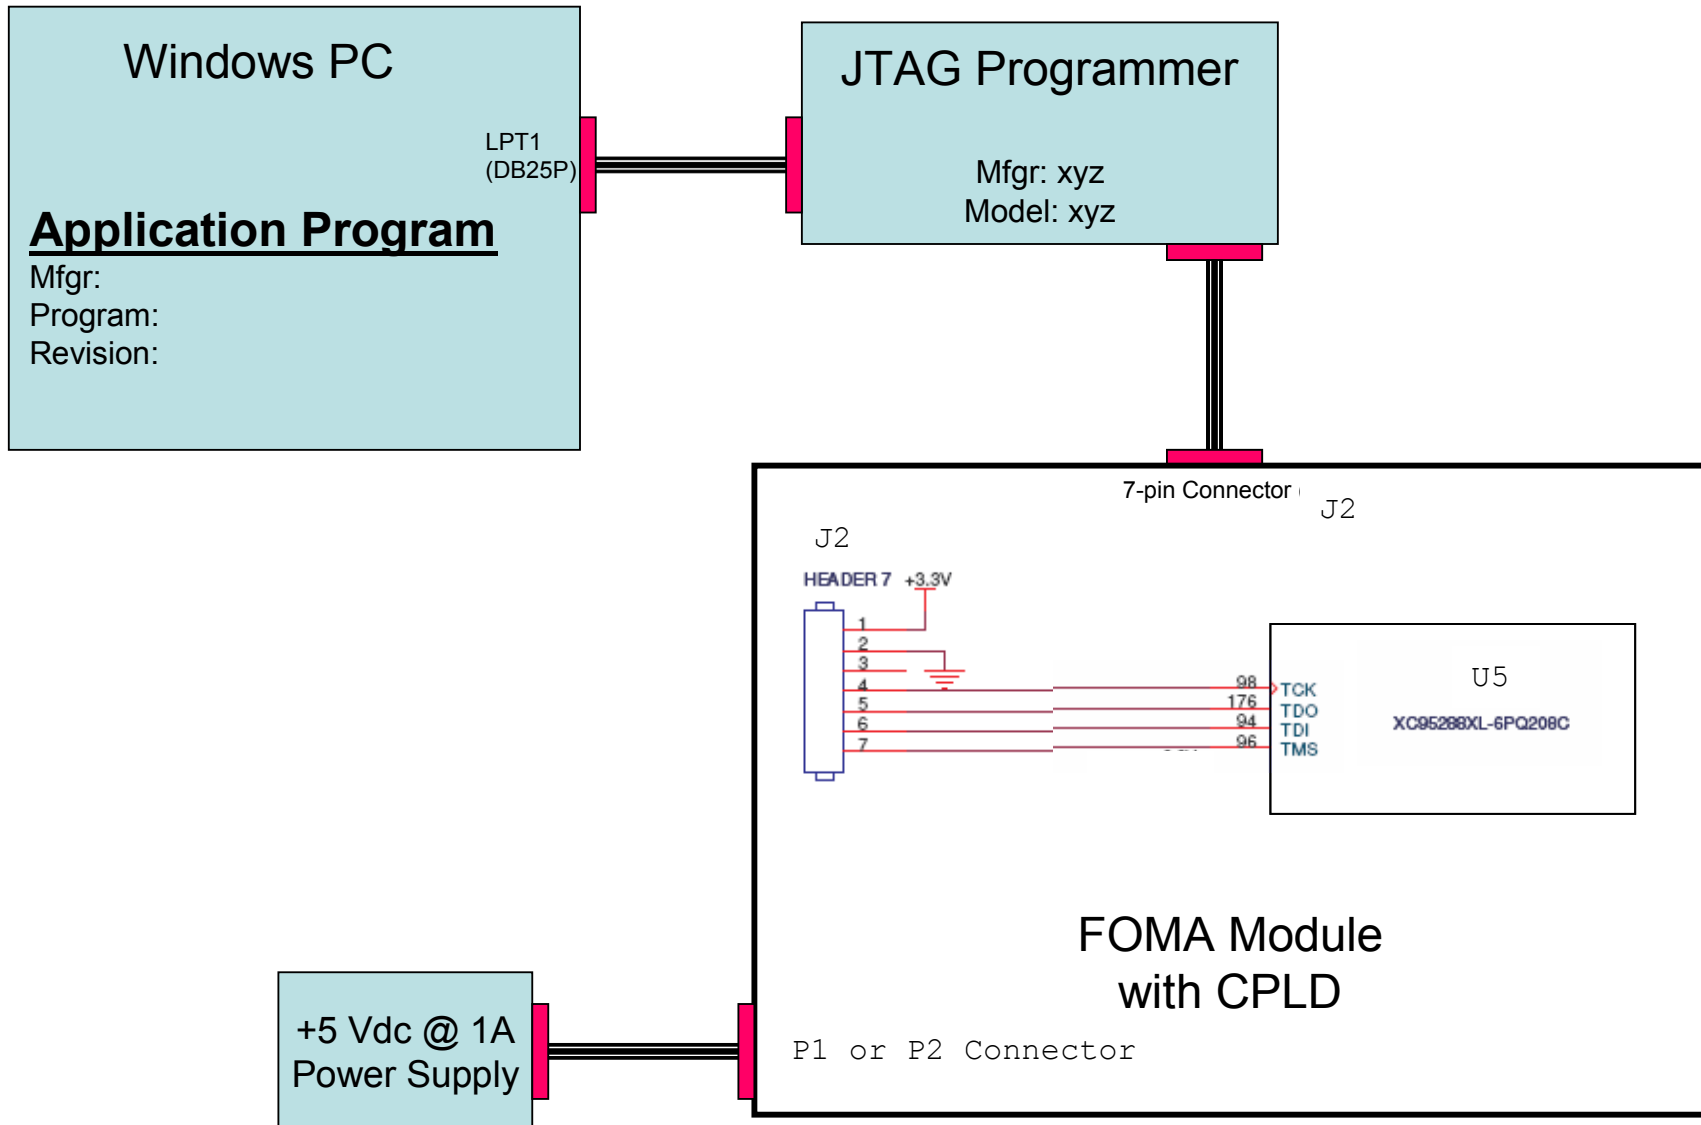 Windows PC
LPT1
(DB25P)
Application Program
Mfgr:
Program:
Revision:
JTAG Programmer
Mfgr: xyz
Model: xyz
7-pin Connector (
J2
J2
HEADER 7 +3.3V
1
2
3
4
5
6
7
98
176
94
96
TCK
TDO
TDI
TMS
U5
XC95288XL-6PQ208C
FOMA Module
with CPLD
P1 or P2 Connector
+5 Vdc @ 1A
Power Supply